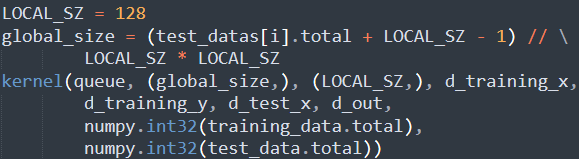 LOCAL_SZ = 128
global_size = (test_datas[i].total + LOCAL_SZ - 1) // \
        LOCAL_SZ * LOCAL_SZ
kernel(queue, (global_size,), (LOCAL_SZ,), d_training_x,
        d_training_y, d_test_x, d_out,
        numpy.int32(training_data.total),
        numpy.int32(test_data.total))